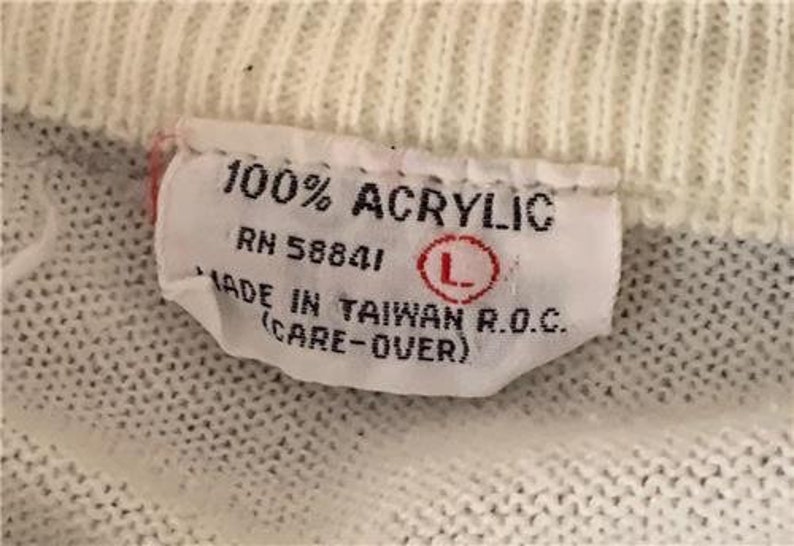 100% ACRYLIC
RN 58841 L
MADE IN TAIWAN R.O.C.
(CARE-OVER)